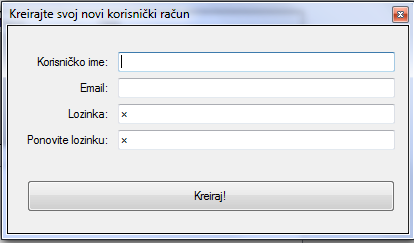 Kreirajte svoj novi korisnički račun
Korisničko ime:
Email:
Lozinka:
Ponovite lozinku:
Kreiraj!